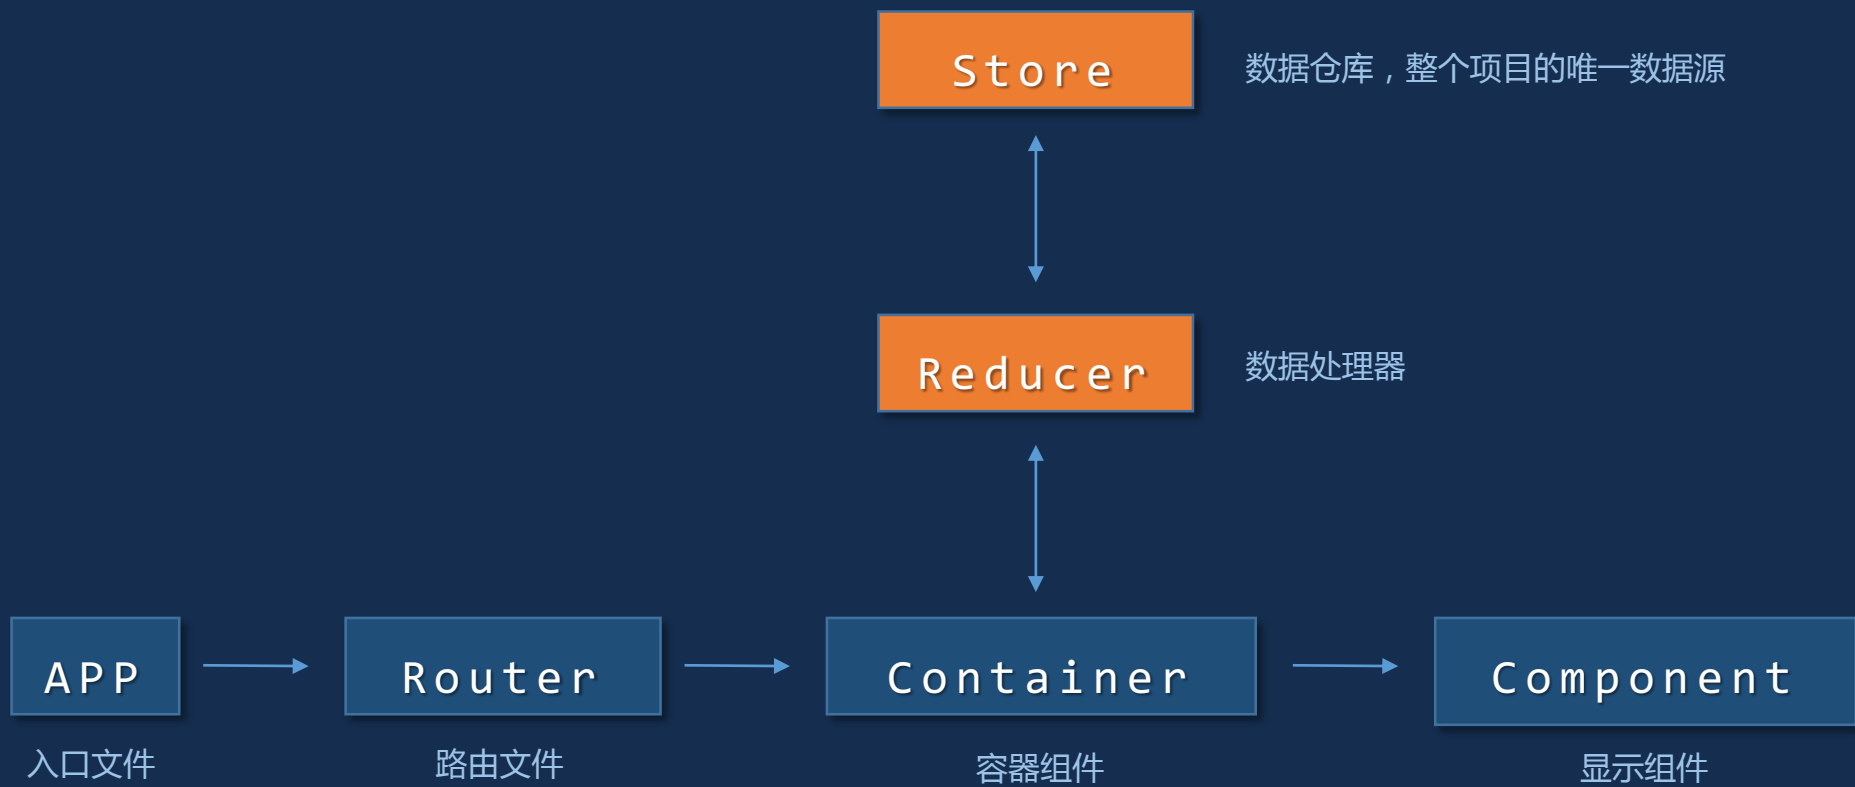 Store
数据仓库，整个项目的唯一数据源
Reducer
数据处理器
APP
Router
Container
Component
入口文件
路由文件
容器组件
显示组件